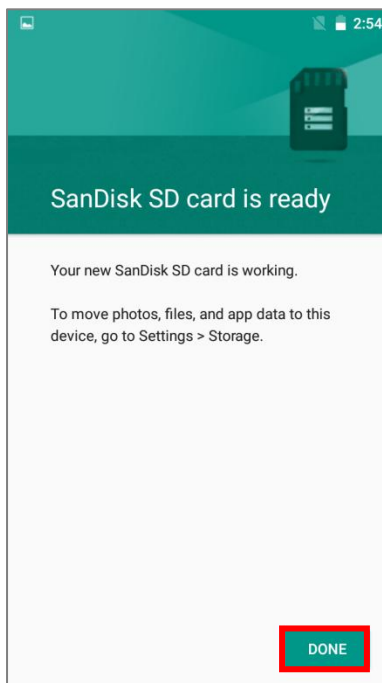 2:54
SanDisk SD card is ready
Your new SanDisk SD card is working.
To move photos, files, and app data to this
device, go to Settings > Storage.
DONE